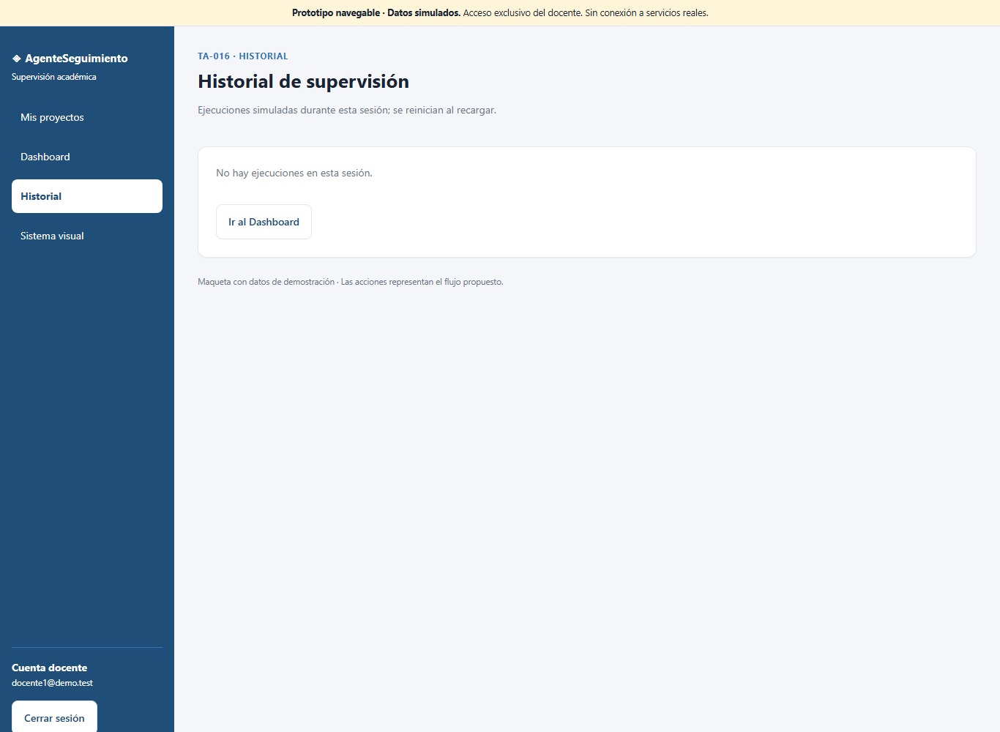 Prototipo navegable · Datos simulados. Acceso exclusivo del docente. Sin conexión a servicios reales.
◈ AgenteSeguimiento
Supervisión académica
Mis proyectos
Dashboard
Historial
Sistema visual
Cuenta docente
docente1@demo.test
Cerrar sesión
TA-016 · HISTORIAL
Historial de supervisión
Ejecuciones simuladas durante esta sesión; se reinician al recargar.
No hay ejecuciones en esta sesión.
Ir al Dashboard
Maqueta con datos de demostración · Las acciones representan el flujo propuesto.